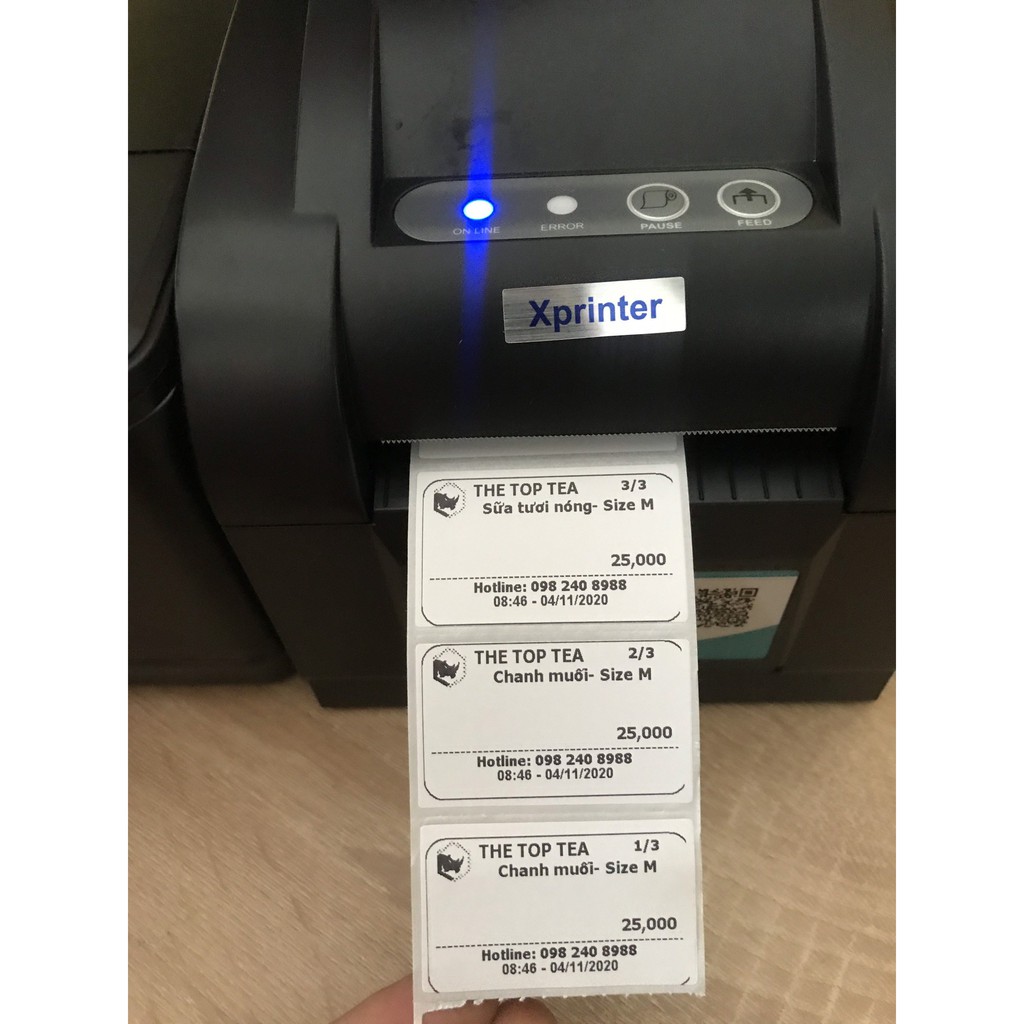 ON LINE
ERROR
PAUSE
FEED
Xprinter
THE TOP TEA 3/3
Sữa tươi nóng- Size M
25,000
Hotline: 098 240 8988
08:46 - 04/11/2020
THE TOP TEA 2/3
Chanh muối- Size M
25,000
Hotline: 098 240 8988
08:46 - 04/11/2020
THE TOP TEA 1/3
Chanh muối- Size M
25,000
Hotline: 098 240 8988
08:46 - 04/11/2020